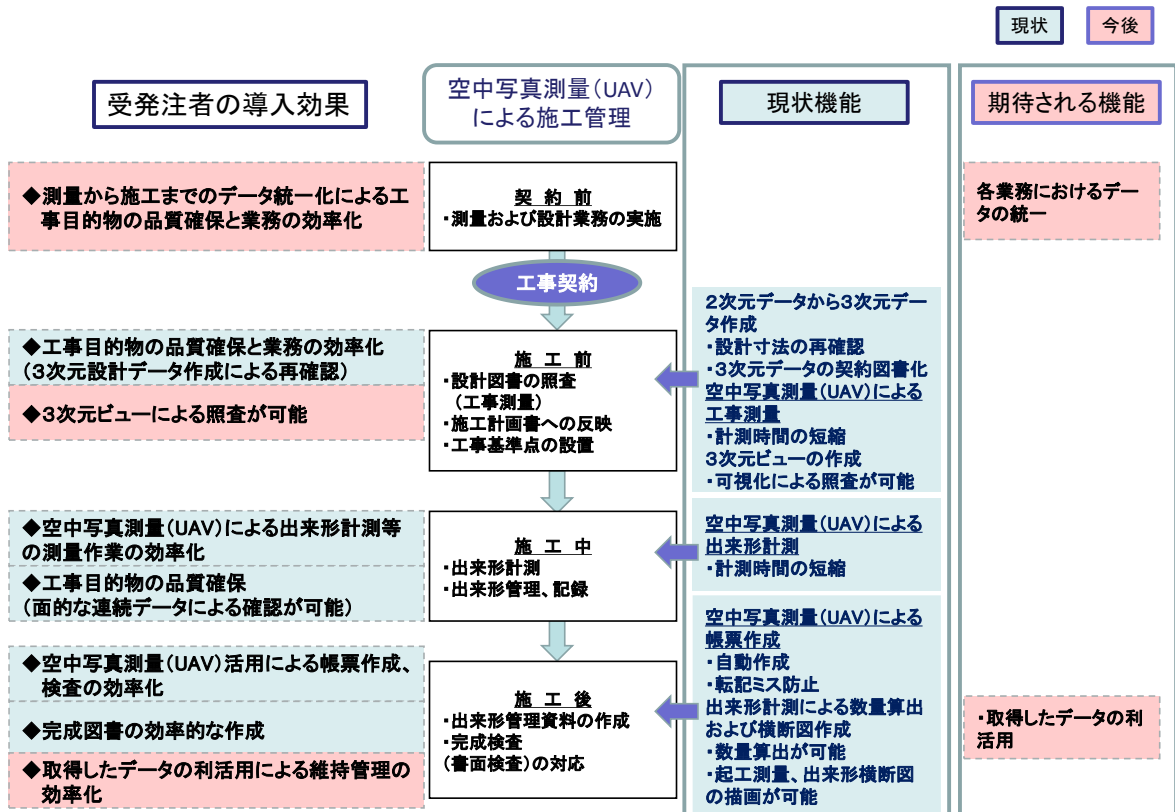 現状
今後
受発注者の導入効果
空中写真測量(UAV)
による施工管理
現状機能
期待される機能
◆測量から施工までのデータ統一化による工
事目的物の品質確保と業務の効率化
契 約 前
・測量および設計業務の実施
各業務におけるデー
タの統一
工事契約
◆工事目的物の品質確保と業務の効率化
(3次元設計データ作成による再確認)
◆3次元ビューによる照査が可能
施 工 前
・設計図書の照査
(工事測量)
・施工計画書への反映
・工事基準点の設置
2次元データから3次元デー
タ作成
・設計寸法の再確認
・3次元データの契約図書化
空中写真測量(UAV)による
工事測量
・計測時間の短縮
3次元ビューの作成
・可視化による照査が可能
◆空中写真測量(UAV)による出来形計測等
の測量作業の効率化
◆工事目的物の品質確保
(面的な連続データによる確認が可能)
施 工 中
・出来形計測
・出来形管理、記録
空中写真測量(UAV)による
出来形計測
・計測時間の短縮
◆空中写真測量(UAV)活用による帳票作成、
検査の効率化
◆完成図書の効率的な作成
◆取得したデータの利活用による維持管理の
効率化
施 工 後
・出来形管理資料の作成
・完成検査
(書面検査)の対応
空中写真測量(UAV)による
帳票作成
・自動作成
・転記ミス防止
出来形計測による数量算出
および横断図作成
・数量算出が可能
・起工測量、出来形横断図
の描画が可能
・取得したデータの利
活用